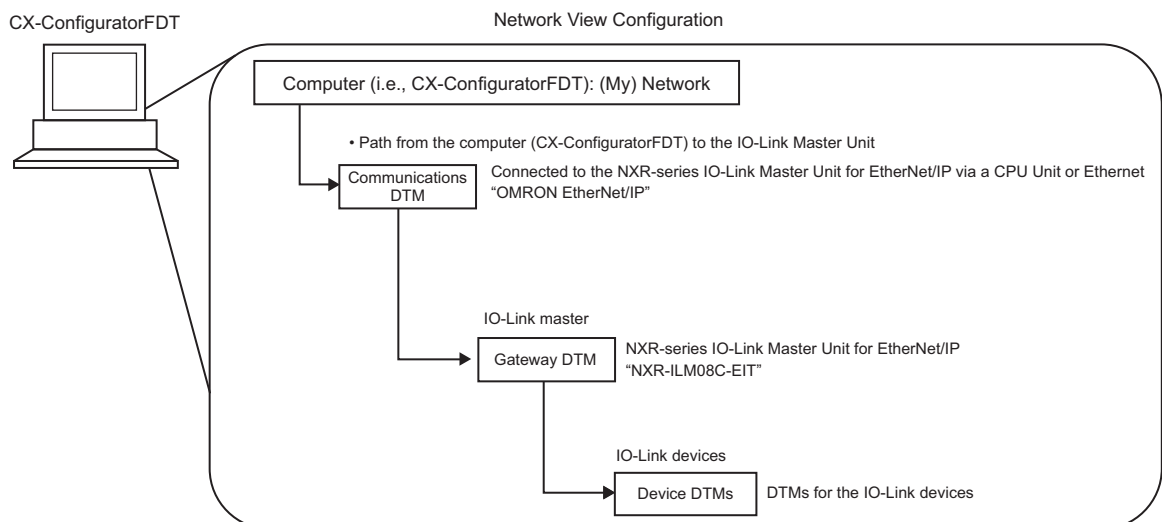 CX-ConfiguratorFDT
Network View Configuration
Computer (i.e., CX-ConfiguratorFDT): (My) Network
• Path from the computer (CX-ConfiguratorFDT) to the IO-Link Master Unit
Communications
DTM
Connected to the NXR-series IO-Link Master Unit for EtherNet/IP via a CPU Unit or Ethernet
“OMRON EtherNet/IP”
IO-Link master
Gateway DTM
NXR-series IO-Link Master Unit for EtherNet/IP
“NXR-ILM08C-EIT”
IO-Link devices
Device DTMs
DTMs for the IO-Link devices